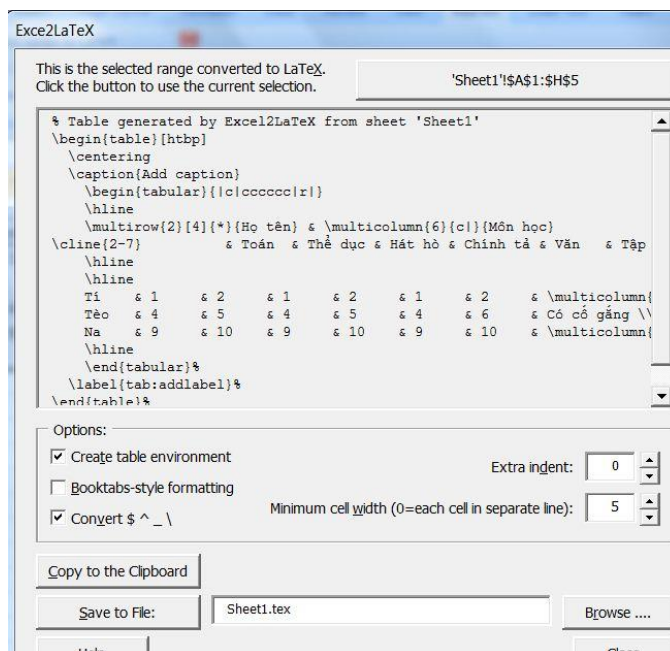 Exce2LaTeX
This is the selected range converted to LaTeX.
Click the button to use the current selection.
'Sheet1'!$A$1:$H$5
% Table generated by Excel2LaTeX from sheet 'Sheet1'
\begin{table}[htbp]
\centering
\caption{Add caption}
\begin{tabular}{|c|cccccc|r|}
\hline
\multirow{2}[4]{*}{Họ tên} & \multicolumn{6}{c|}{Môn học}
\cline{2-7} & Toán & Thể dục & Hát hò & Chính tả & Văn & Tập
\hline
\hline
Tí & 1 & 2 & 1 & 2 & 1 & 2 & \multicolumn{
Tèo & 4 & 5 & 4 & 5 & 4 & 6 & Có cố gắng \\
Na & 9 & 10 & 9 & 10 & 9 & 10 & \multicolumn{
\hline
\end{tabular}%
\label{tab:addlabel}%
\end{table}%
Options:
Create table environment
Extra indent: 0
Booktabs-style formatting
Minimum cell width (0=each cell in separate line): 5
Convert $ ^ _ \
Copy to the Clipboard
Save to File: Sheet1.tex Browse ....